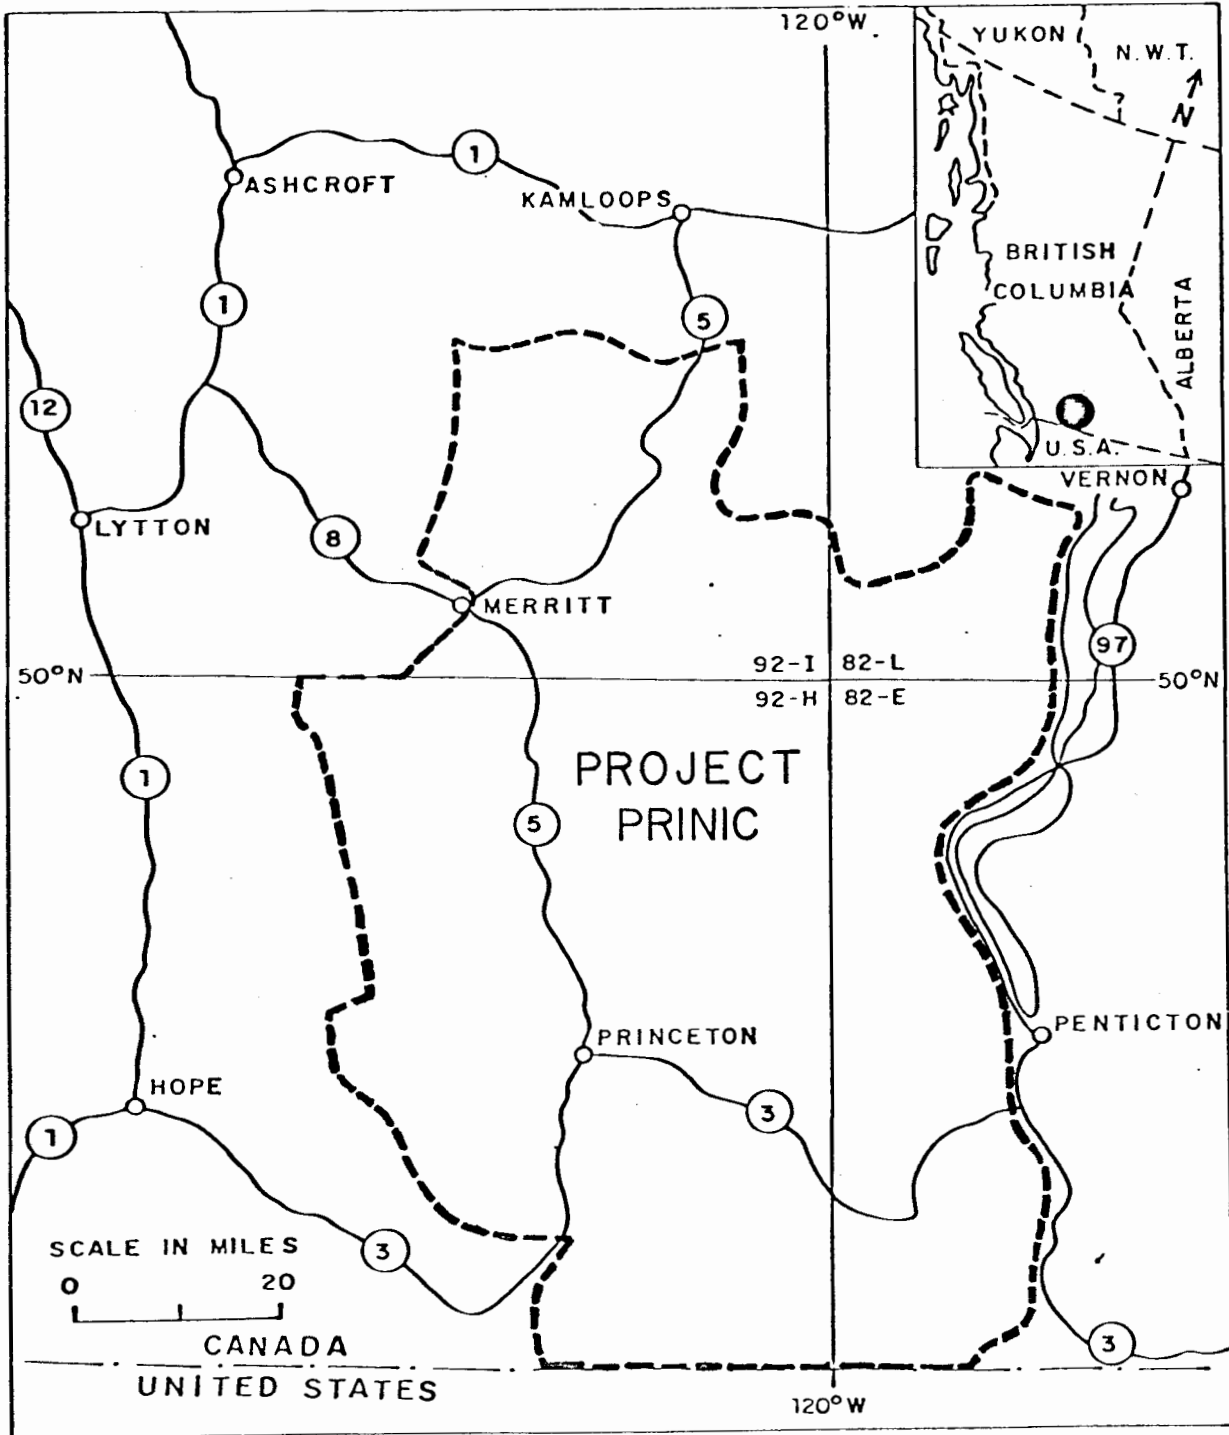 120°W.
YUKON
N.W.T.
N
1
ASHCROFT
KAMLOOPS
BRITISH
COLUMBIA
ALBERTA
1
5
12
U.S.A.
VERNON
LYTTON
8
MERRITT
97
50°N
92-I 82-L
92-H 82-E
50°N
PROJECT
PRINIC
1
5
PENTICTON
PRINCETON
HOPE
3
1
SCALE IN MILES
0 20
3
3
CANADA
UNITED STATES
120°W